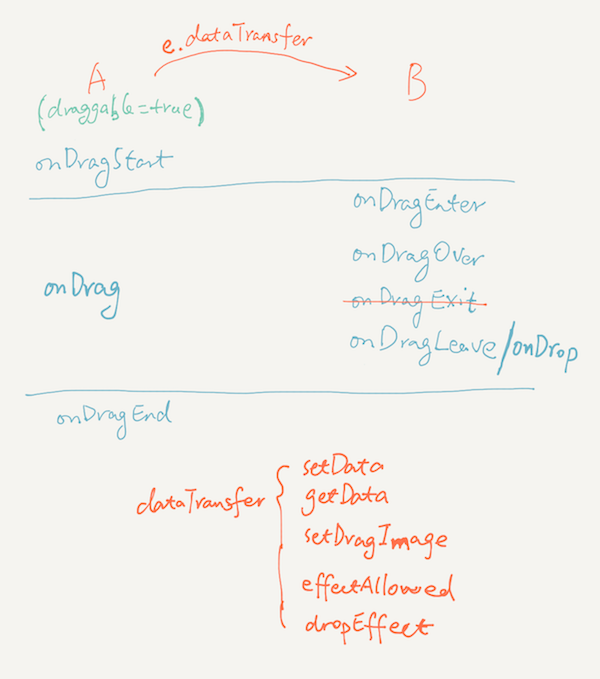 e.dataTransfer
A B
(draggable=true)
onDragStart
onDragEnter
onDragOver
onDrag
onDragExit
onDragLeave/onDrop
onDragEnd
setData
dataTransfer getData
setDragImage
effectAllowed
dropEffect